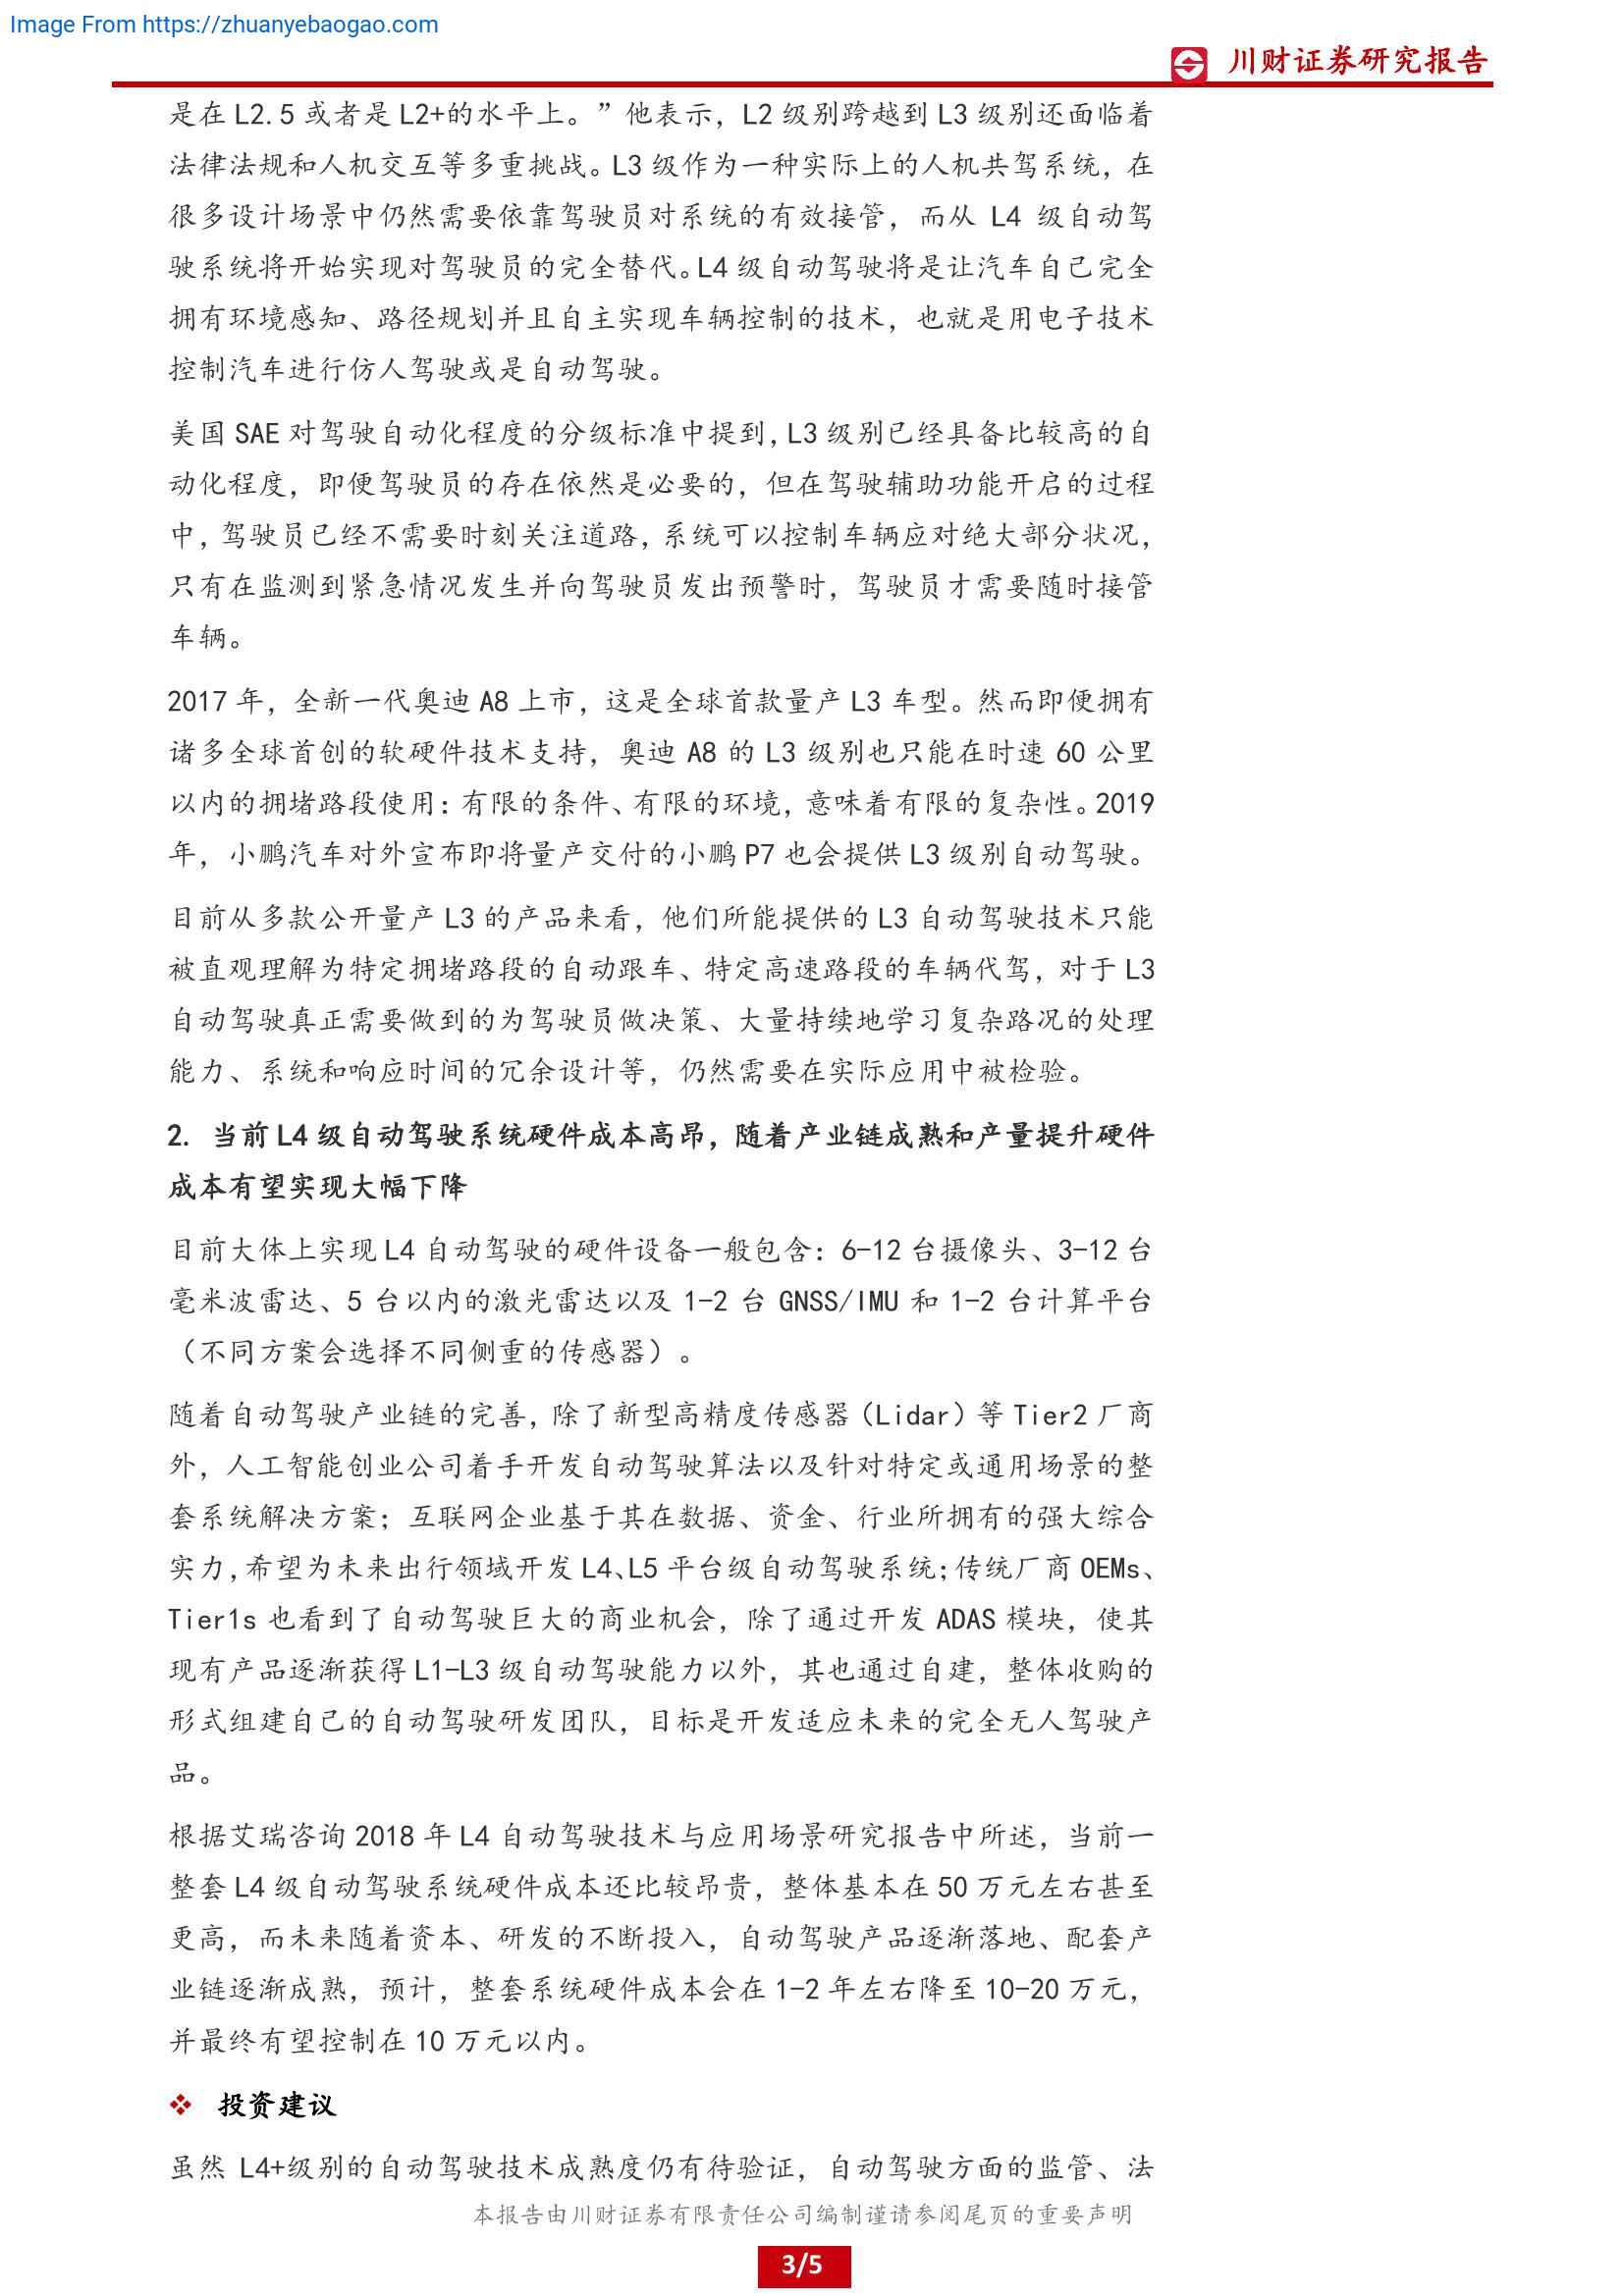 Image From https://zhuanyebaogao.com
川财证券研究报告
是在 L2.5 或者是 L2+的水平上。”他表示，L2 级别跨越到 L3 级别还面临着
法律法规和人机交互等多重挑战。L3 级作为一种实际上的人机共驾系统，在
很多设计场景中仍然需要依靠驾驶员对系统的有效接管，而从 L4 级自动驾
驶系统将开始实现对驾驶员的完全替代。L4 级自动驾驶将是让汽车自己完全
拥有环境感知、路径规划并且自主实现车辆控制的技术，也就是用电子技术
控制汽车进行仿人驾驶或是自动驾驶。
美国 SAE 对驾驶自动化程度的分级标准中提到，L3 级别已经具备比较高的自
动化程度，即便驾驶员的存在依然是必要的，但在驾驶辅助功能开启的过程
中，驾驶员已经不需要时刻关注道路，系统可以控制车辆应对绝大部分状况，
只有在监测到紧急情况发生并向驾驶员发出预警时，驾驶员才需要随时接管
车辆。
2017 年，全新一代奥迪 A8 上市，这是全球首款量产 L3 车型。然而即便拥有
诸多全球首创的软硬件技术支持，奥迪 A8 的 L3 级别也只能在时速 60 公里
以内的拥堵路段使用：有限的条件、有限的环境，意味着有限的复杂性。2019
年，小鹏汽车对外宣布即将量产交付的小鹏 P7 也会提供 L3 级别自动驾驶。
目前从多款公开量产 L3 的产品来看，他们所能提供的 L3 自动驾驶技术只能
被直观理解为特定拥堵路段的自动跟车、特定高速路段的车辆代驾，对于 L3
自动驾驶真正需要做到的为驾驶员做决策、大量持续地学习复杂路况的处理
能力、系统和响应时间的冗余设计等，仍然需要在实际应用中被检验。
2. 当前 L4 级自动驾驶系统硬件成本高昂，随着产业链成熟和产量提升硬件
成本有望实现大幅下降
目前大体上实现 L4 自动驾驶的硬件设备一般包含：6-12 台摄像头、3-12 台
毫米波雷达、5 台以内的激光雷达以及 1-2 台 GNSS/IMU 和 1-2 台计算平台
（不同方案会选择不同侧重的传感器）。
随着自动驾驶产业链的完善，除了新型高精度传感器（Lidar）等 Tier2 厂商
外，人工智能创业公司着手开发自动驾驶算法以及针对特定或通用场景的整
套系统解决方案；互联网企业基于其在数据、资金、行业所拥有的强大综合
实力，希望为未来出行领域开发 L4、L5 平台级自动驾驶系统；传统厂商 OEMs、
Tier1s 也看到了自动驾驶巨大的商业机会，除了通过开发 ADAS 模块，使其
现有产品逐渐获得 L1-L3 级自动驾驶能力以外，其也通过自建，整体收购的
形式组建自己的自动驾驶研发团队，目标是开发适应未来的完全无人驾驶产
品。
根据艾瑞咨询 2018 年 L4 自动驾驶技术与应用场景研究报告中所述，当前一
整套 L4 级自动驾驶系统硬件成本还比较昂贵，整体基本在 50 万元左右甚至
更高，而未来随着资本、研发的不断投入，自动驾驶产品逐渐落地、配套产
业链逐渐成熟，预计，整套系统硬件成本会在 1-2 年左右降至 10-20 万元，
并最终有望控制在 10 万元以内。
❖ 投资建议
虽然 L4+级别的自动驾驶技术成熟度仍有待验证，自动驾驶方面的监管、法
本报告由川财证券有限责任公司编制谨请参阅尾页的重要声明
3/5